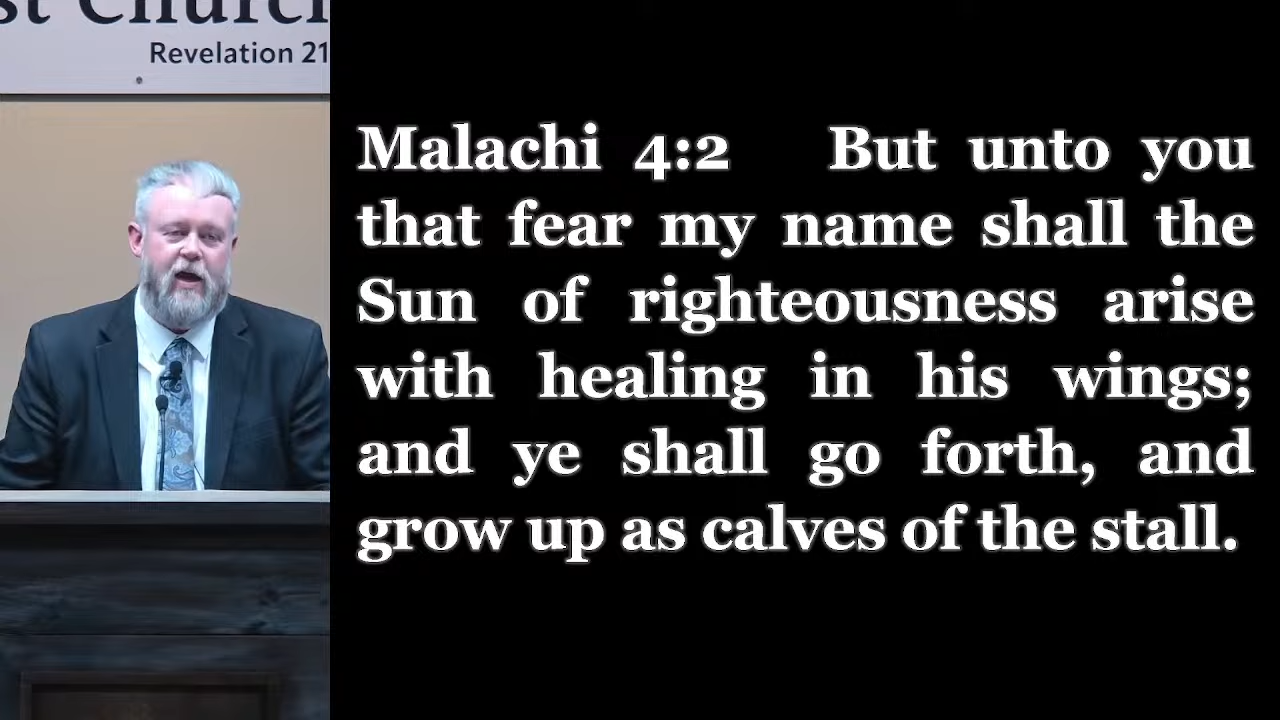 st Church
Revelation 21
Malachi 4:2 But unto you
that fear my name shall the
Sun of righteousness arise
with healing in his wings;
and ye shall go forth, and
grow up as calves of the stall.